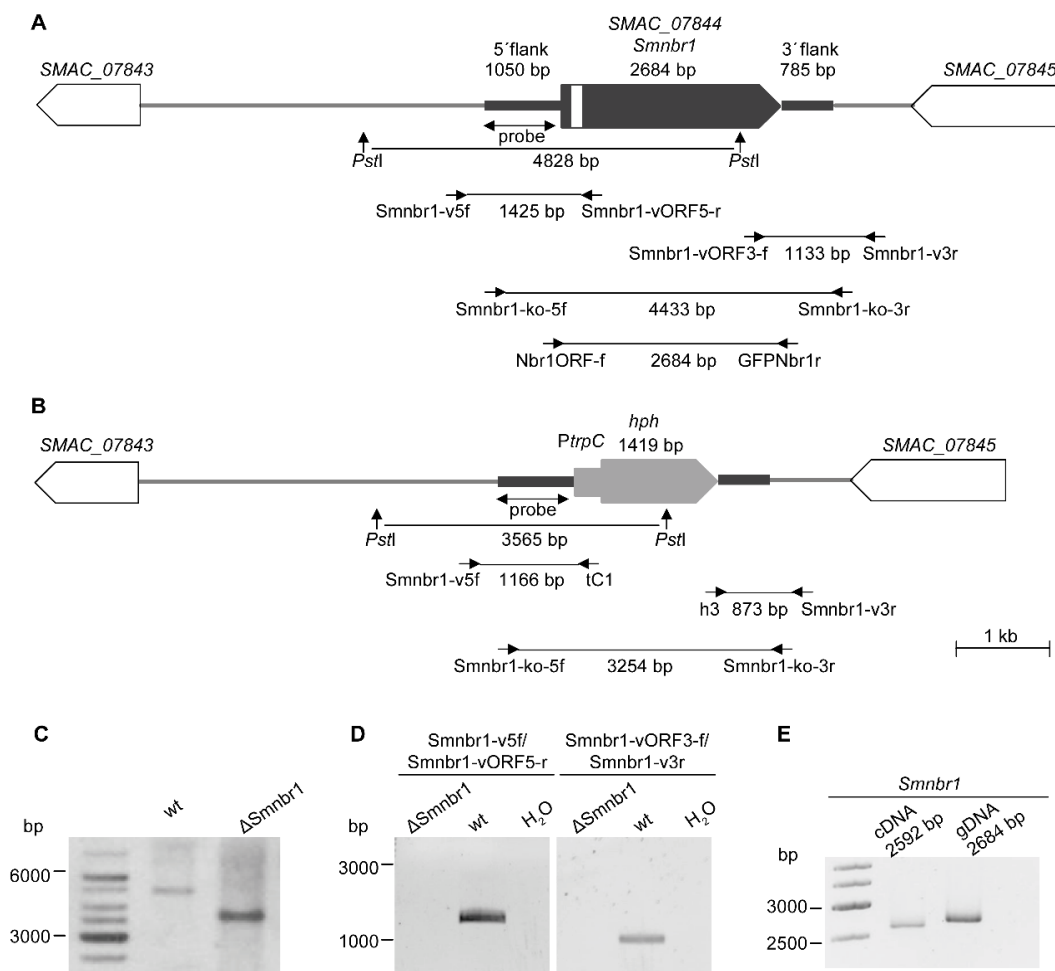 A
SMAC_07844
Smnbr1
5´flank
3´flank
SMAC_07843
1050 bp
2684 bp
785 bp
SMAC_07845
probe
PstI
PstI
4828 bp
Smnbr1-v5f
1425 bp
Smnbr1-vORF5-r
Smnbr1-vORF3-f
1133 bp
Smnbr1-v3r
Smnbr1-ko-5f
4433 bp
Smnbr1-ko-3r
Nbr1ORF-f
2684 bp
GFPNbr1r
B
hph
SMAC_07843
PtrpC
1419 bp
SMAC_07845
probe
PstI
3565 bp
PstI
Smnbr1-v5f
1166 bp
tC1
h3
873 bp
Smnbr1-v3r
1 kb
Smnbr1-ko-5f
3254 bp
Smnbr1-ko-3r
C
wt
ΔSmnbr1
bp
6000
3000
D
Smnbr1-v5f/
Smnbr1-vORF5-r
Smnbr1-vORF3-f/
Smnbr1-v3r
ΔSmnbr1
wt
H₂O
ΔSmnbr1
wt
H₂O
bp
3000
1000
E
Smnbr1
cDNA
2592 bp
gDNA
2684 bp
bp
3000
2500